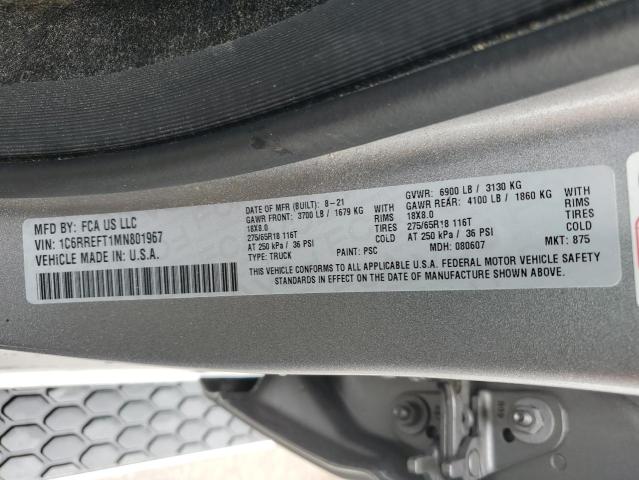 MFD BY: FCA US LLC
VIN: 1C6RREFT1MN801967
VEHICLE MADE IN: U.S.A.
DATE OF MFR (BUILT): 8-21
GAWR FRONT: 3700 LB / 1679 KG
18X8.0 RIMS
275/65R18 116T TIRES
AT 250 kPa / 36 PSI COLD
TYPE: TRUCK PAINT: PSC
GVWR: 6900 LB / 3130 KG
GAWR REAR: 4100 LB / 1860 KG
18X8.0 RIMS
275/65R18 116T TIRES
AT 250 kPa / 36 PSI COLD
MDH: 080607 MKT: 875
THIS VEHICLE CONFORMS TO ALL APPLICABLE U.S.A. FEDERAL MOTOR VEHICLE SAFETY
STANDARDS IN EFFECT ON THE DATE OF MANUFACTURE SHOWN ABOVE.